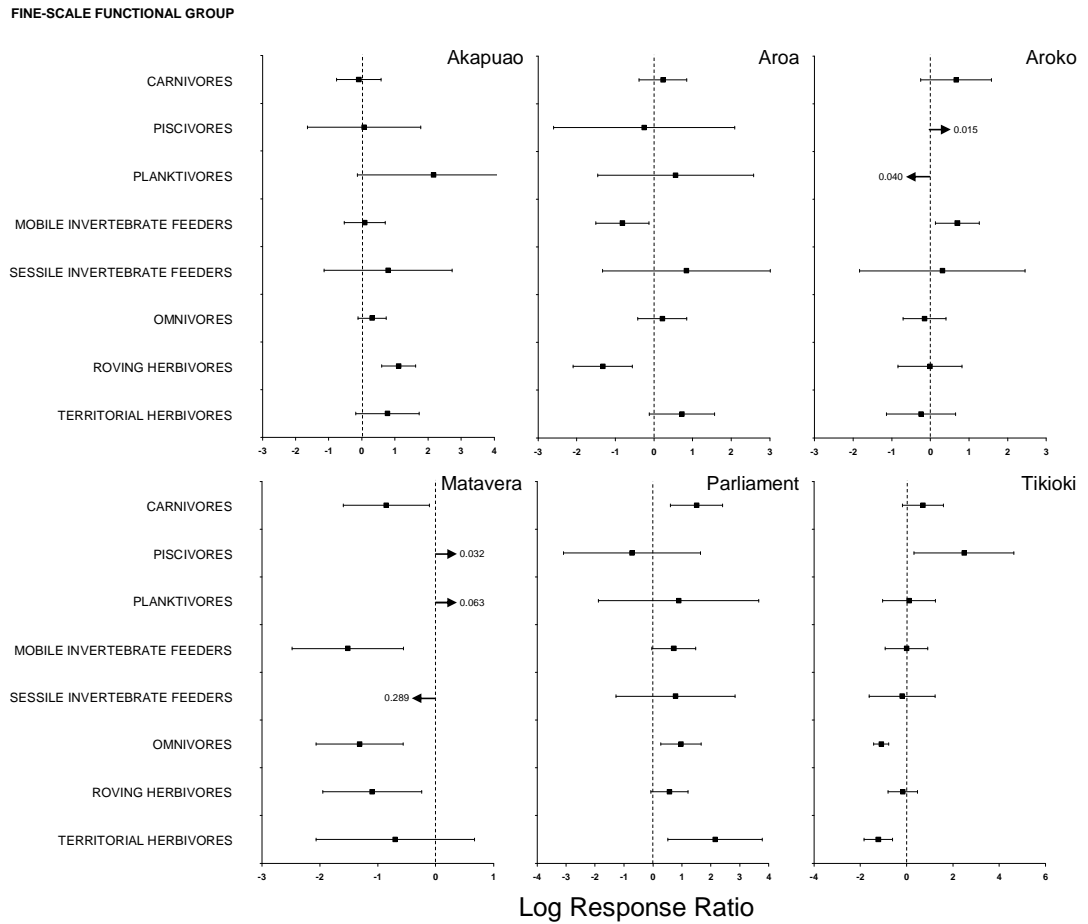 FINE-SCALE FUNCTIONAL GROUP
Akapuao Aroa Aroko
CARNIVORES
PISCIVORES 0.015
PLANKTIVORES 0.040
MOBILE INVERTEBRATE FEEDERS
SESSILE INVERTEBRATE FEEDERS
OMNIVORES
ROVING HERBIVORES
TERRITORIAL HERBIVORES
-3 -2 -1 0 1 2 3 4 -3 -2 -1 0 1 2 3 -3 -2 -1 0 1 2 3
Matavera Parliament Tikioki
CARNIVORES
PISCIVORES 0.032
PLANKTIVORES 0.063
MOBILE INVERTEBRATE FEEDERS
SESSILE INVERTEBRATE FEEDERS 0.289
OMNIVORES
ROVING HERBIVORES
TERRITORIAL HERBIVORES
-3 -2 -1 0 1 -4 -3 -2 -1 0 1 2 3 4 -4 -2 0 2 4 6
Log Response Ratio